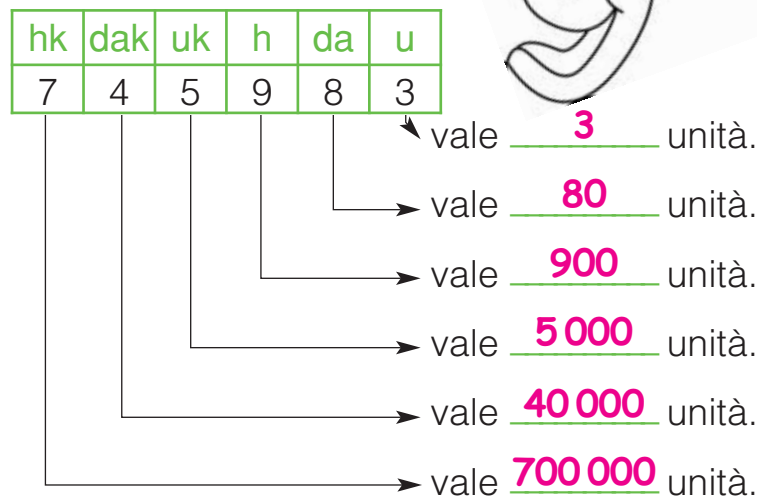 hk dak uk h da u
7 4 5 9 8 3
vale 3 unità.
vale 80 unità.
vale 900 unità.
vale 5 000 unità.
vale 40 000 unità.
vale 700 000 unità.